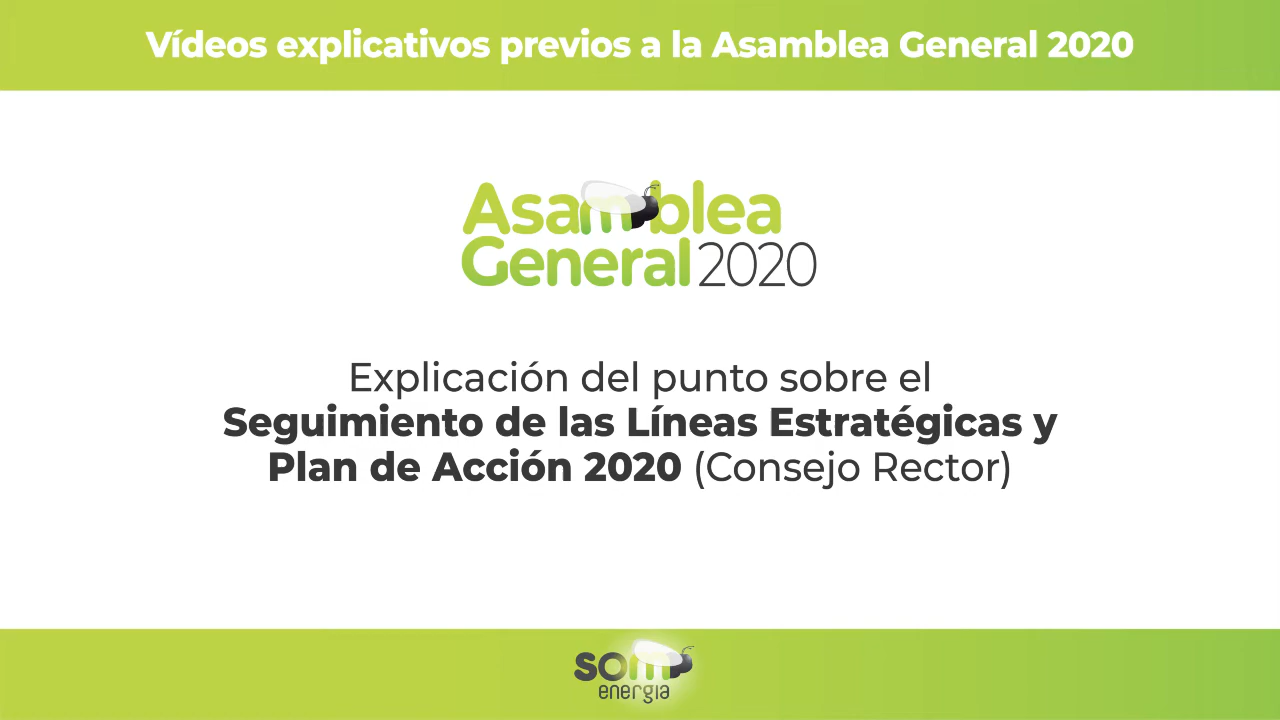 Vídeos explicativos previos a la Asamblea General 2020
Asamblea
General 2020
Explicación del punto sobre el
Seguimiento de las Líneas Estratégicas y
Plan de Acción 2020 (Consejo Rector)
som
energia